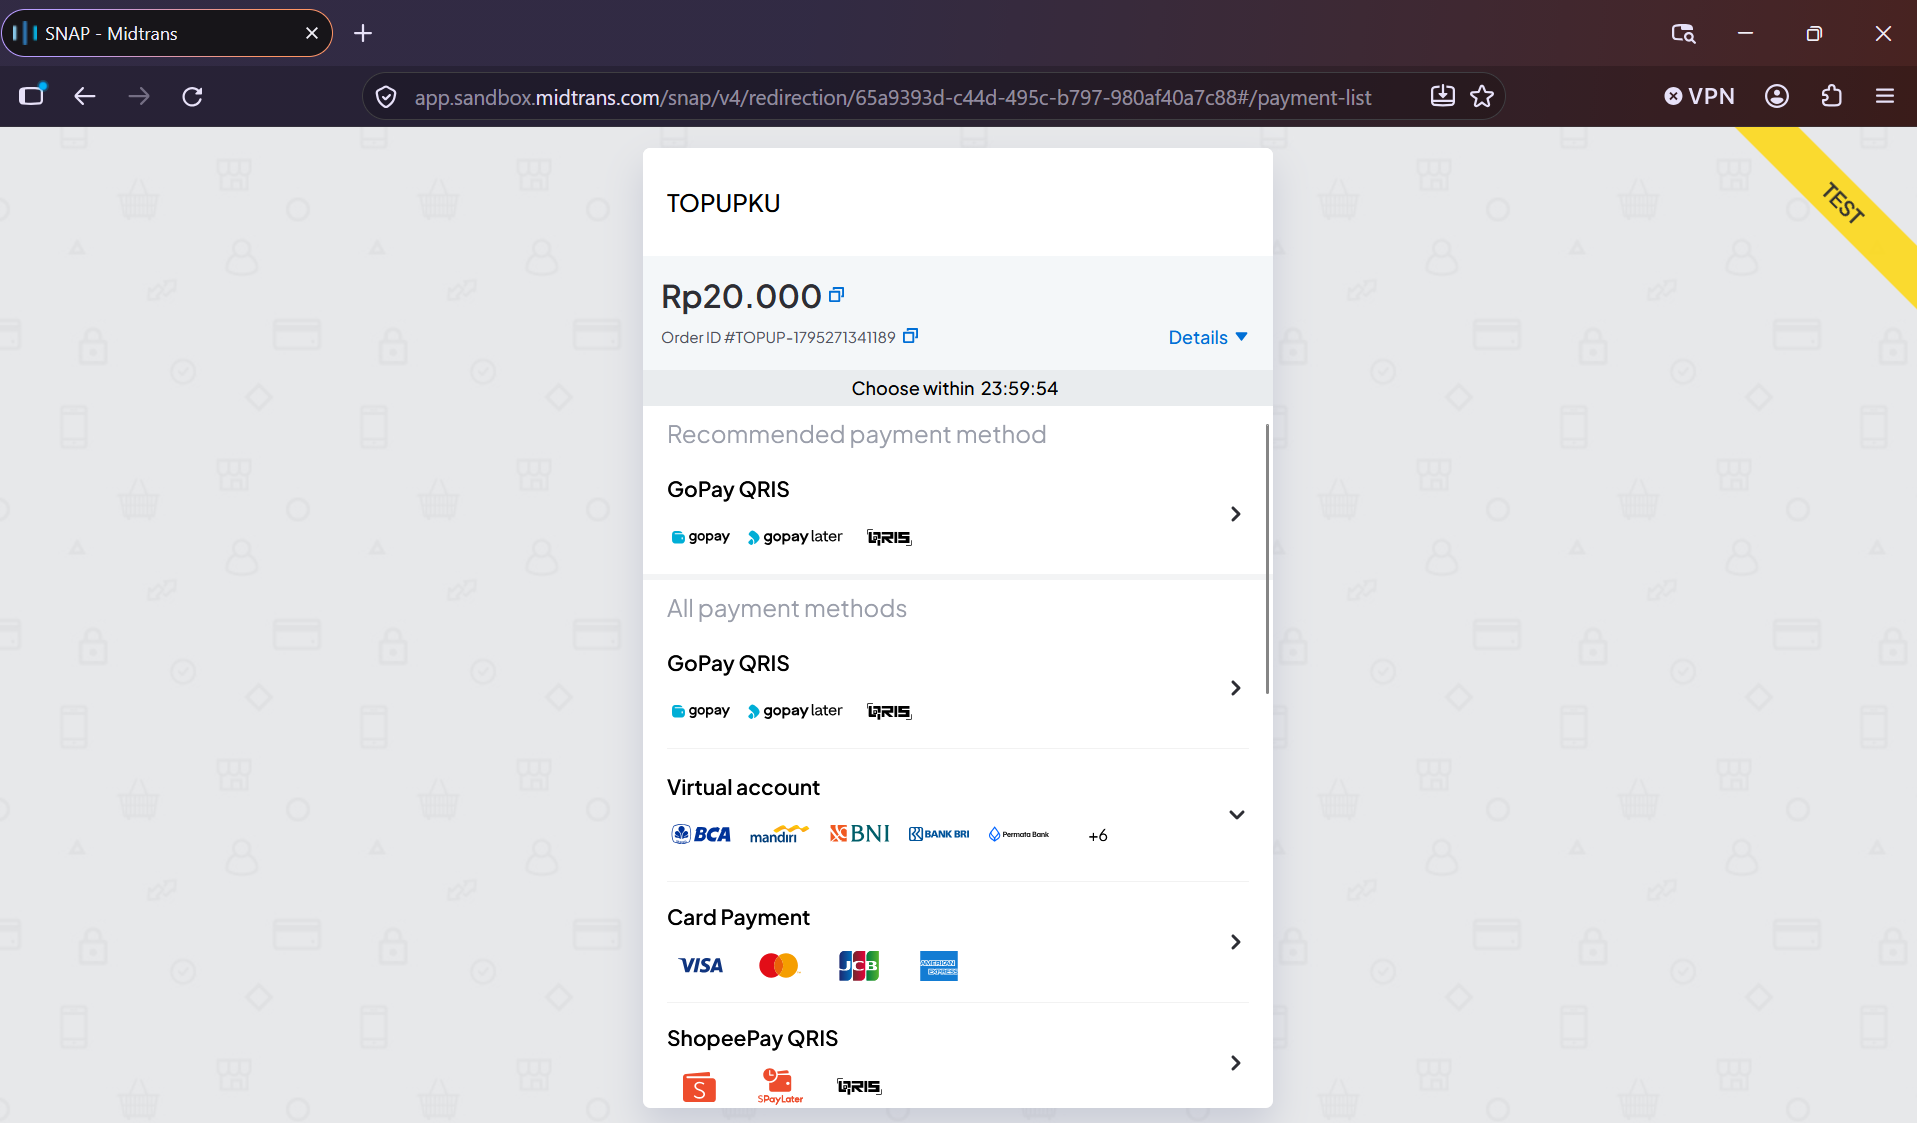 SNAP - Midtrans
app.sandbox.midtrans.com/snap/v4/redirection/65a9393d-c44d-495c-b797-980af40a7c88#/payment-list
VPN
TEST
TOPUPKU
Rp20.000
Order ID #TOPUP-1795271341189
Details
Choose within 23:59:54
Recommended payment method
GoPay QRIS
gopay gopay later QRIS
All payment methods
GoPay QRIS
gopay gopay later QRIS
Virtual account
BCA mandiri BNI BANK BRI Permata Bank +6
Card Payment
VISA JCB AMERICAN EXPRESS
ShopeePay QRIS
S SPayLater QRIS